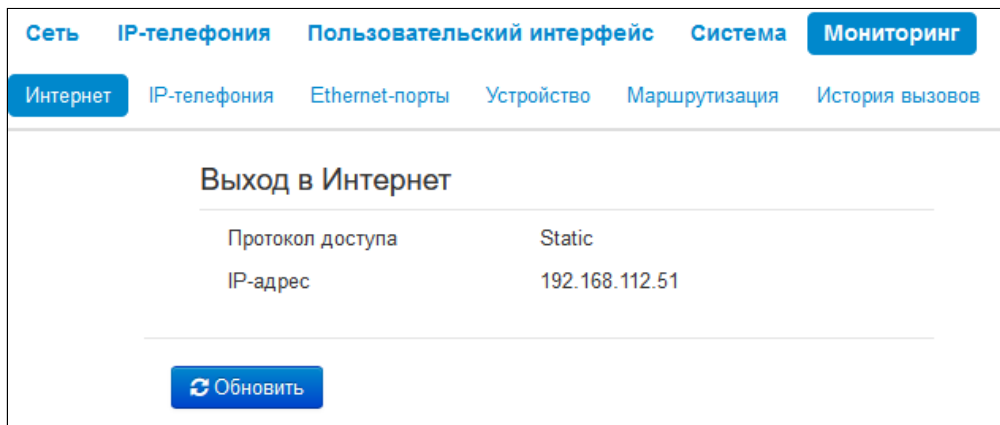 Сеть IP-телефония Пользовательский интерфейс Система Мониторинг
Интернет IP-телефония Ethernet-порты Устройство Маршрутизация История вызовов
Выход в Интернет
Протокол доступа Static
IP-адрес 192.168.112.51
Обновить